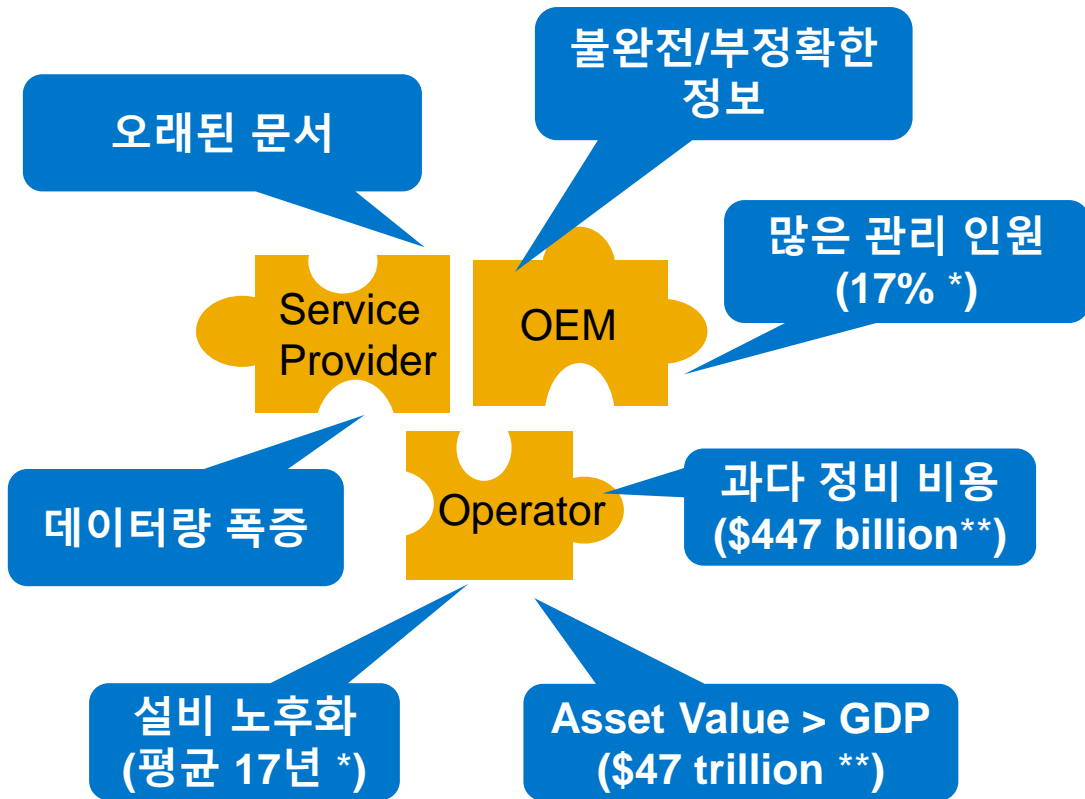 불완전/부정확한
정보
오래된 문서
많은 관리 인원
(17% *)
Service
Provider
OEM
과다 정비 비용
($447 billion**)
데이터량 폭증
Operator
설비 노후화
(평균 17년 *)
Asset Value > GDP
($47 trillion **)